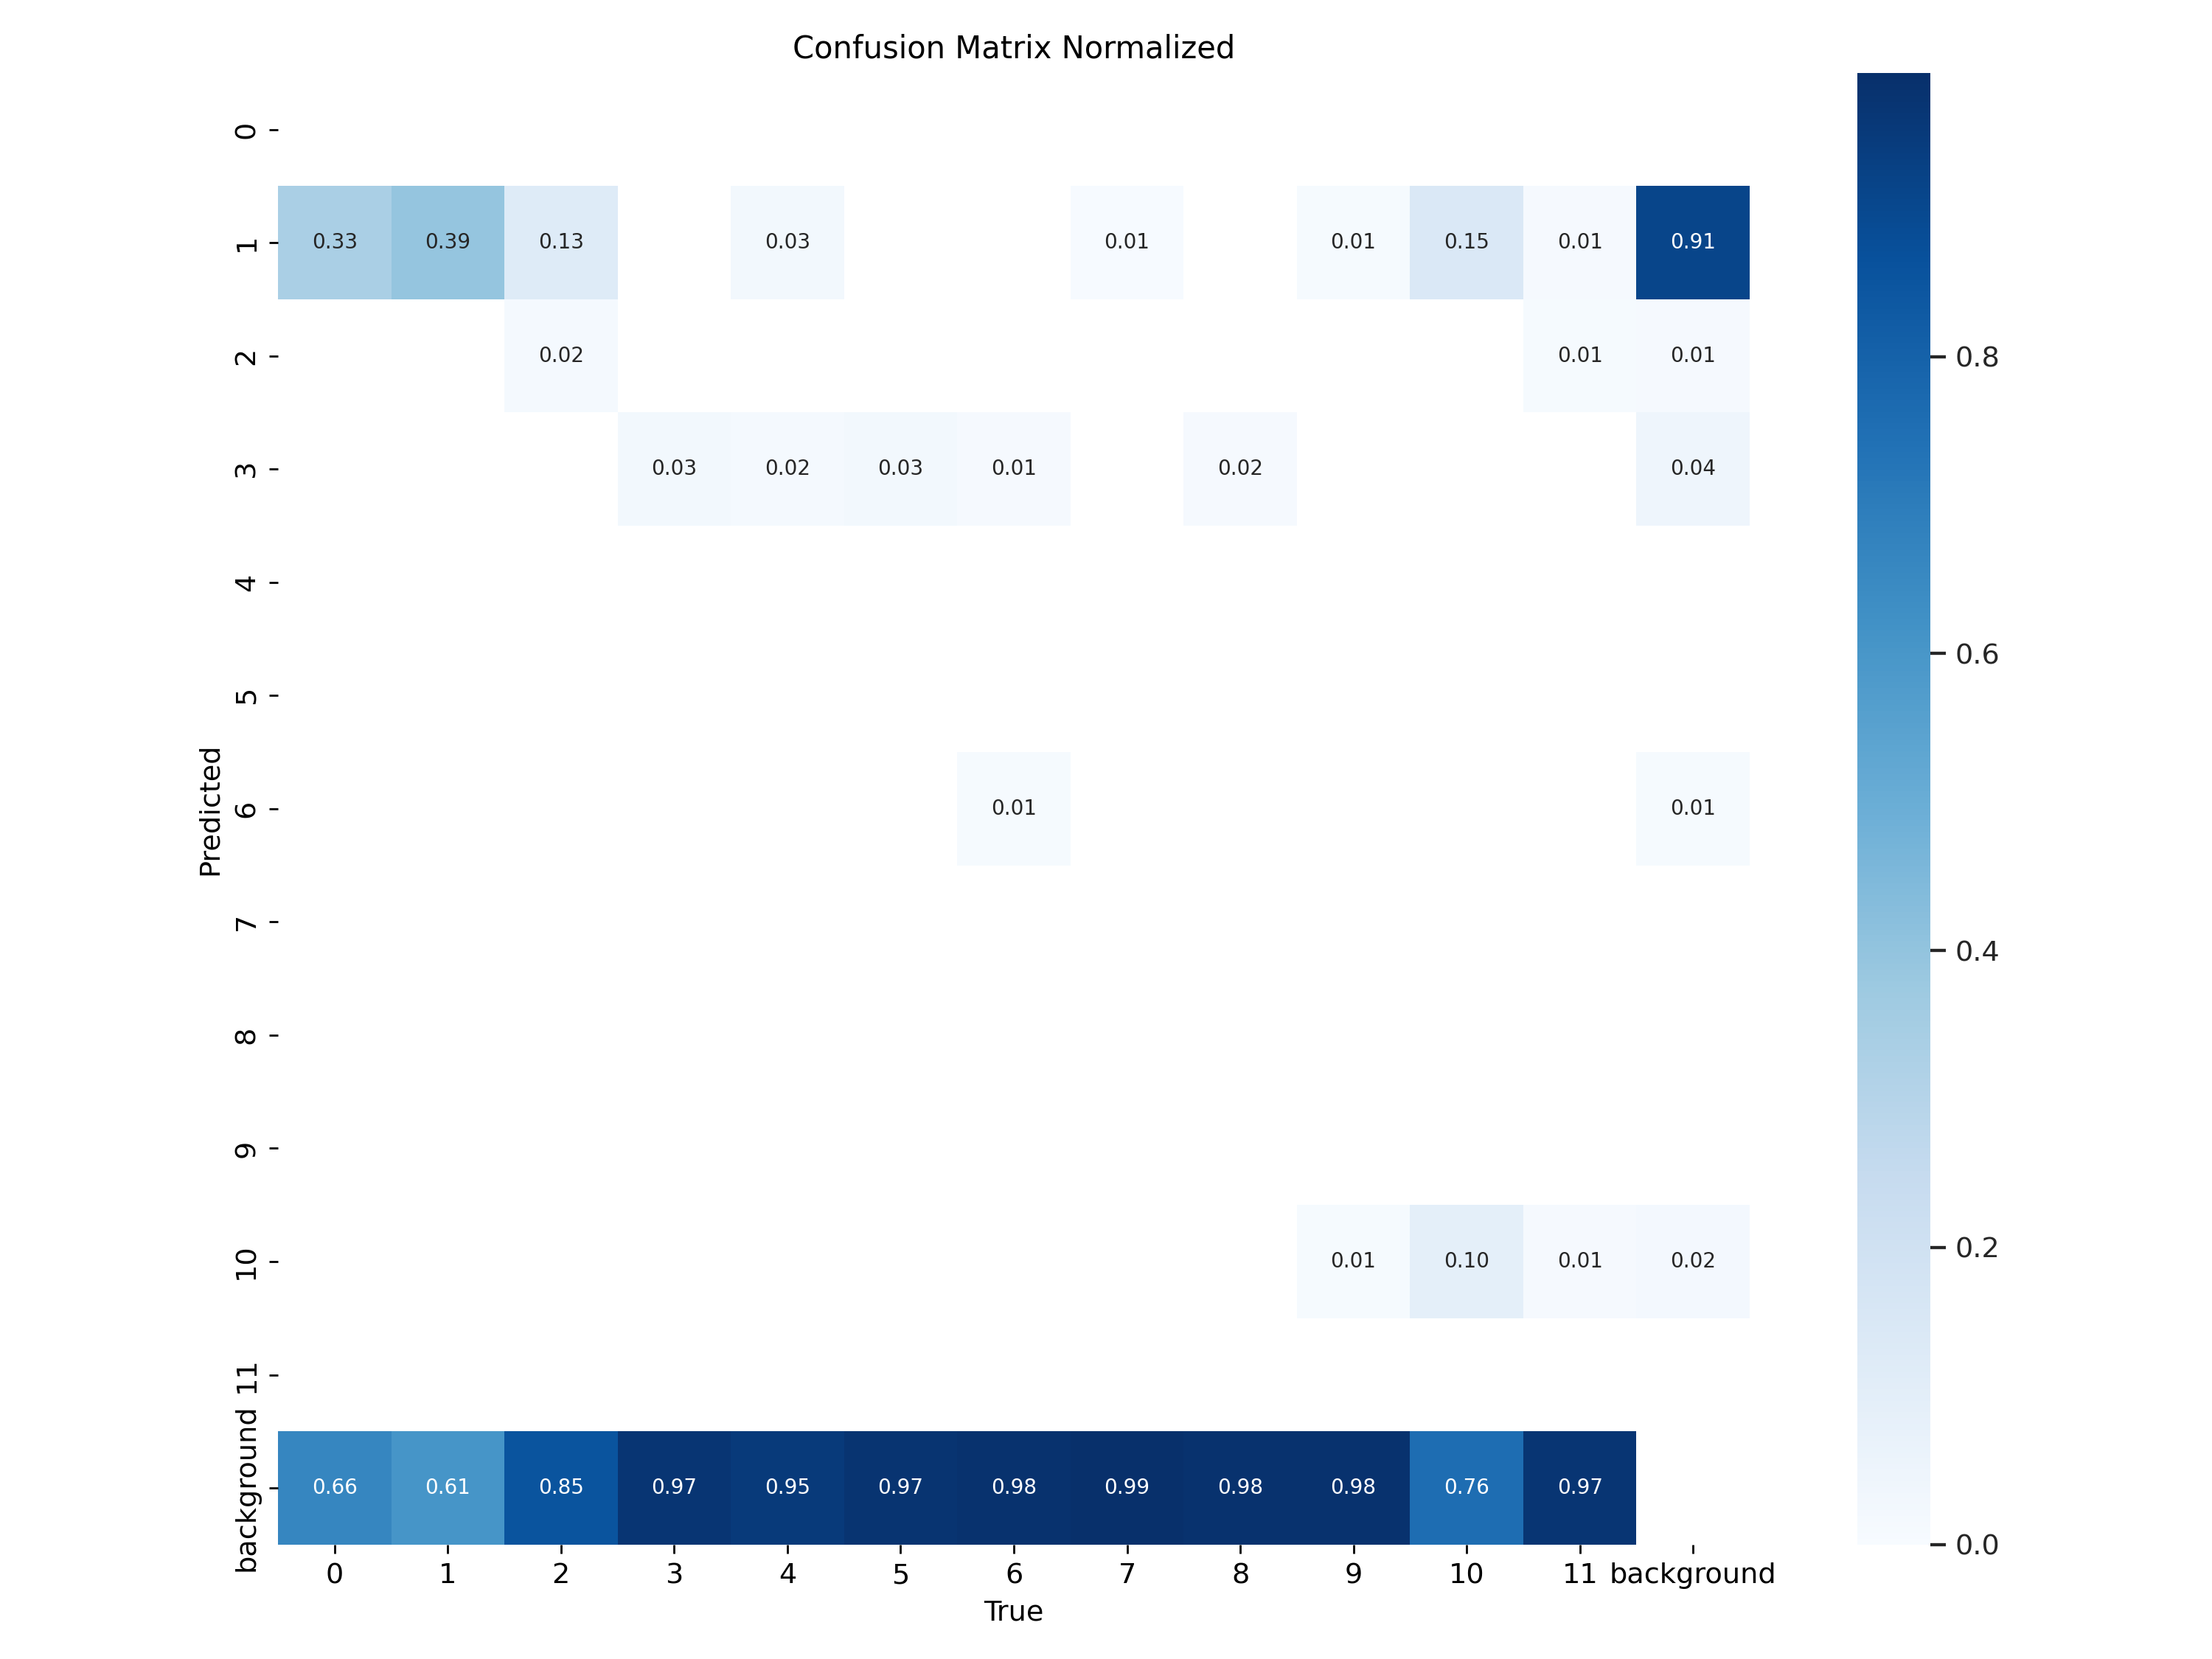 Confusion Matrix Normalized
0
1 0.33 0.39 0.13 0.03 0.01 0.01 0.15 0.01 0.91
2 0.02 0.01 0.01
3 0.03 0.02 0.03 0.01 0.02 0.04
4
5
6 0.01 0.01
7
8
9
10 0.01 0.10 0.01 0.02
11
background 0.66 0.61 0.85 0.97 0.95 0.97 0.98 0.99 0.98 0.98 0.76 0.97
0 1 2 3 4 5 6 7 8 9 10 11 background
True
Predicted
0.8
0.6
0.4
0.2
0.0